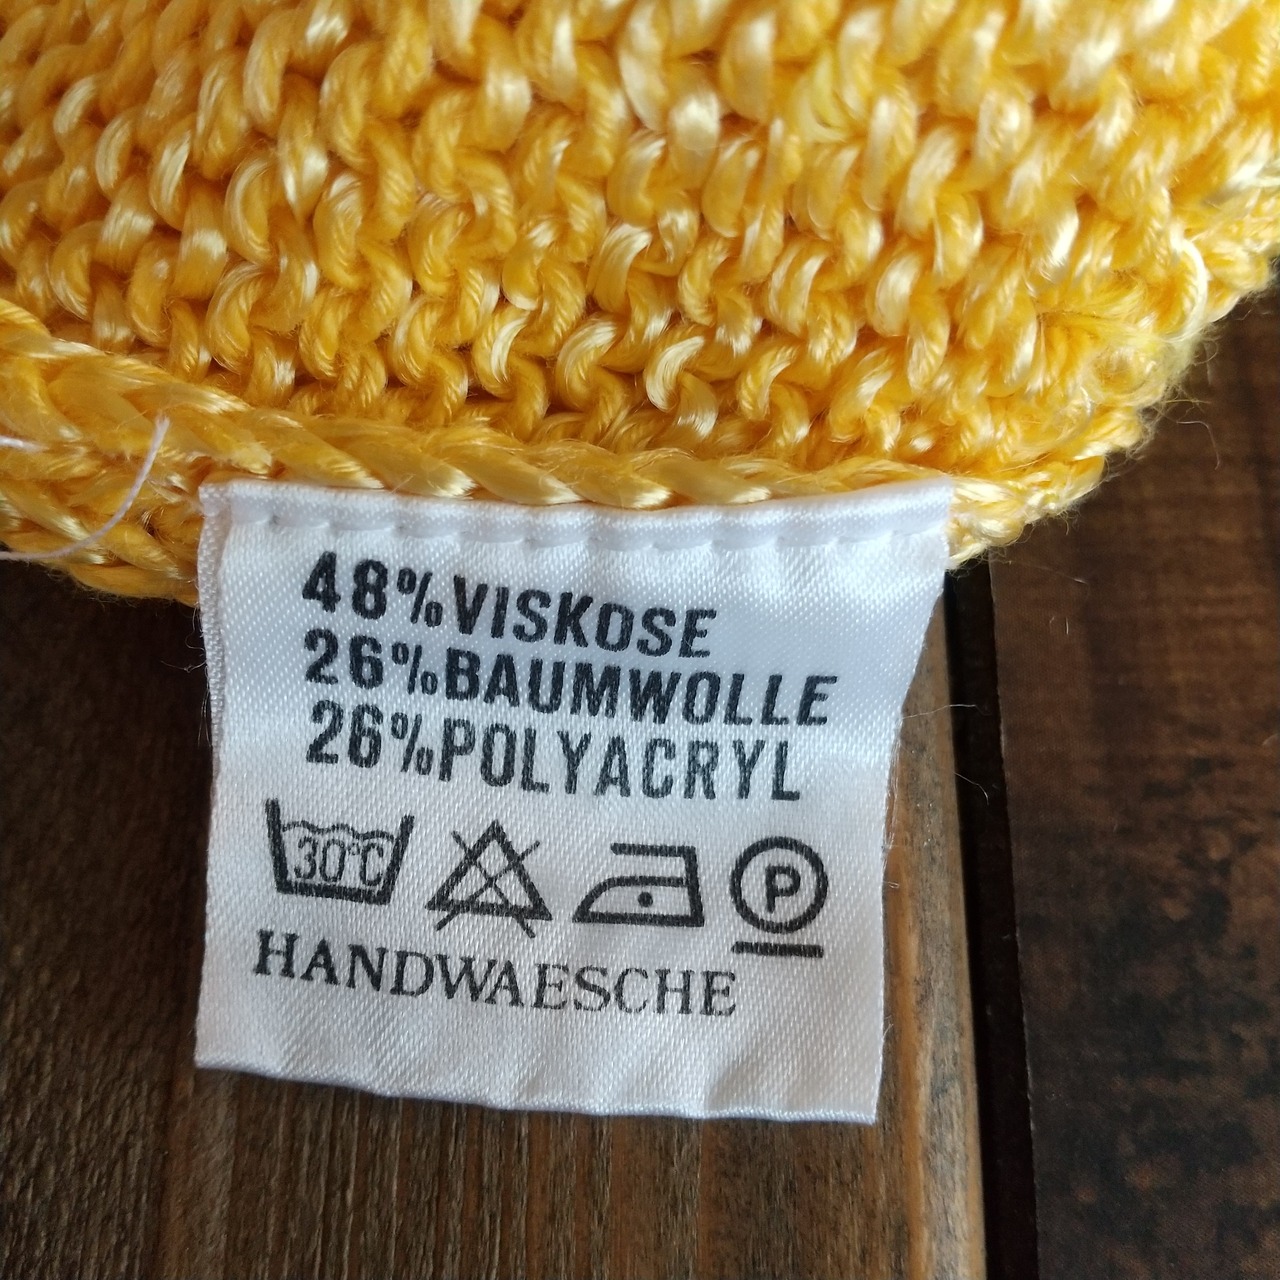 48%VISKOSE
26%BAUMWOLLE
26%POLYACRYL
30°C P
HANDWAESCHE